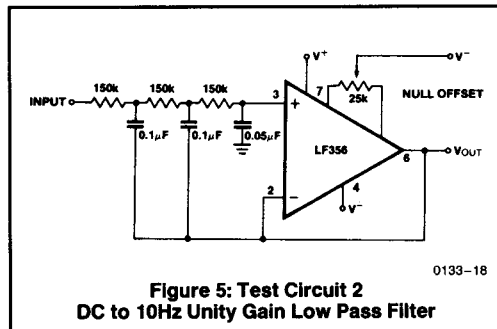 V+
V−
150k 150k 150k
7
25k
NULL OFFSET
INPUT
3
+
0.1μF 0.1μF 0.05μF
LF356
6
VOUT
2
−
4
V−
0133-18
Figure 5: Test Circuit 2
DC to 10Hz Unity Gain Low Pass Filter